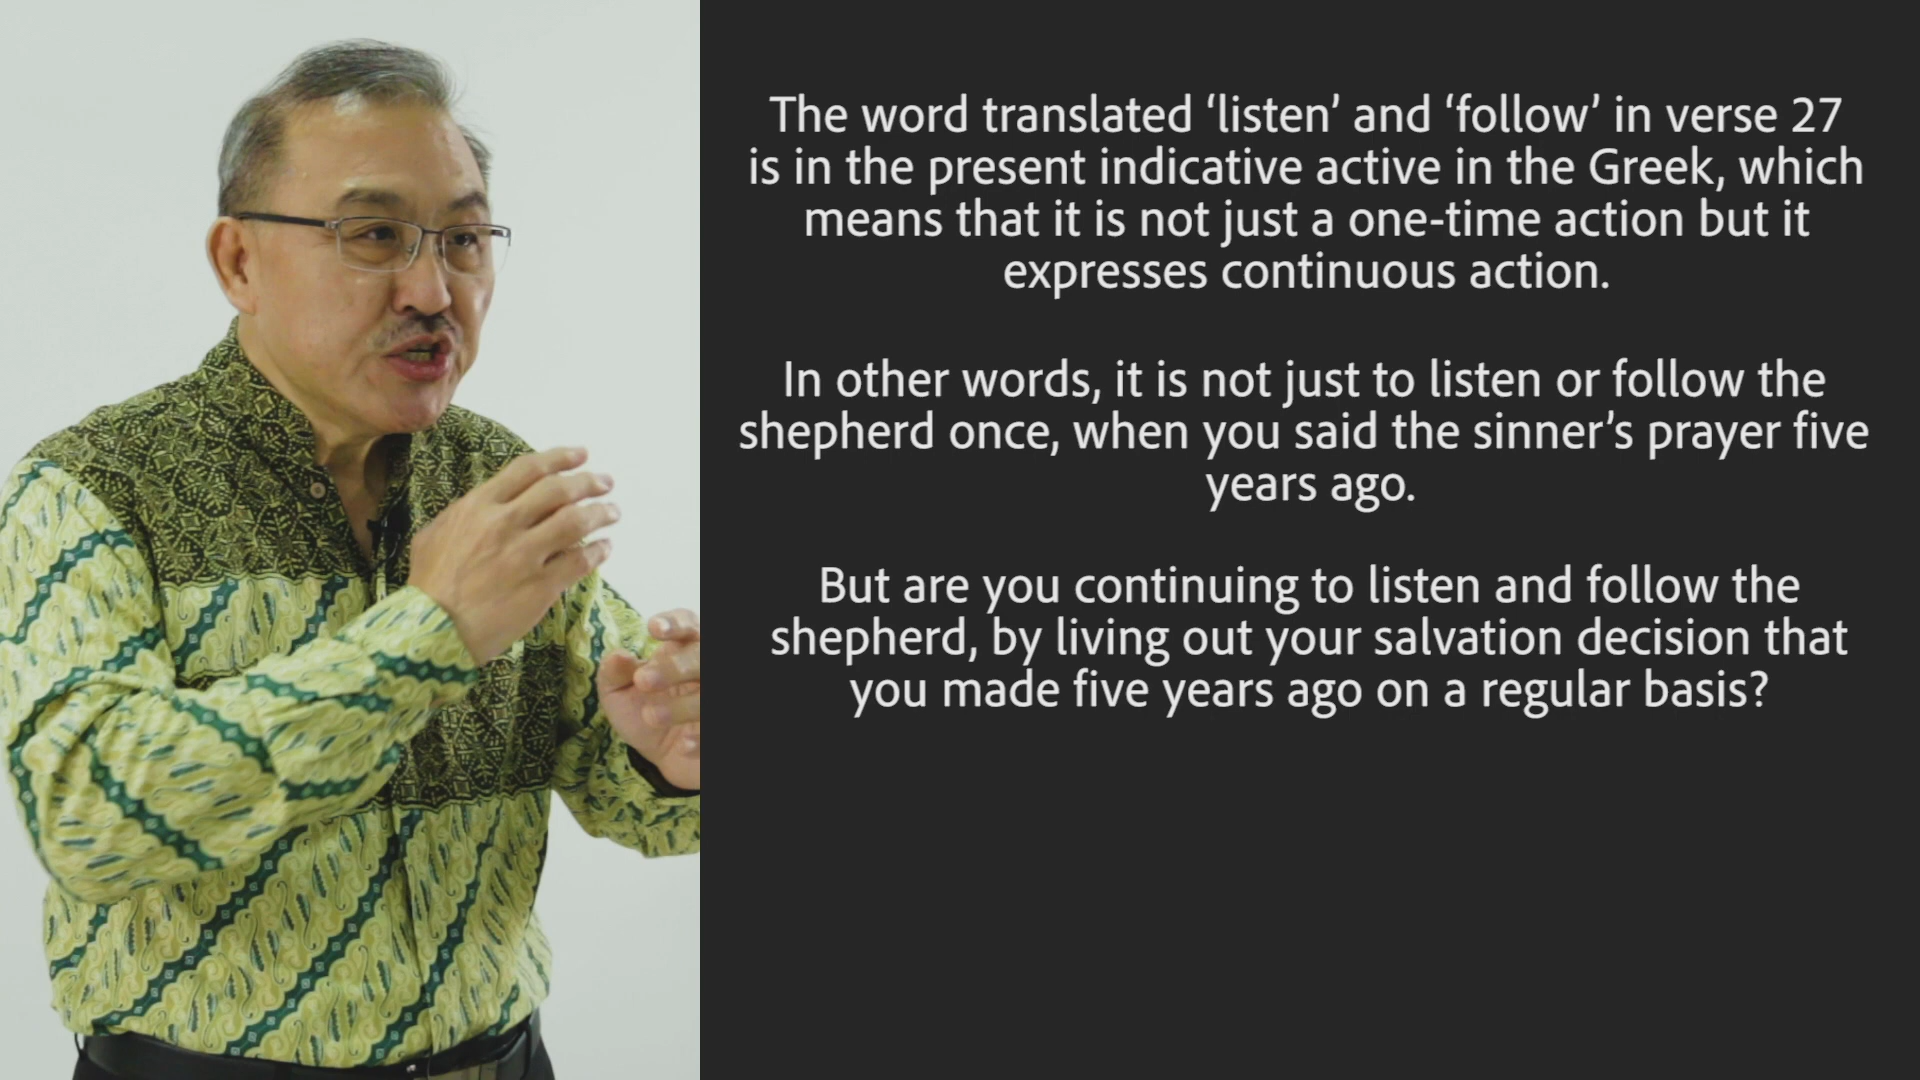 The word translated ‘listen’ and ‘follow’ in verse 27
is in the present indicative active in the Greek, which
means that it is not just a one-time action but it
expresses continuous action.
In other words, it is not just to listen or follow the
shepherd once, when you said the sinner’s prayer five
years ago.
But are you continuing to listen and follow the
shepherd, by living out your salvation decision that
you made five years ago on a regular basis?